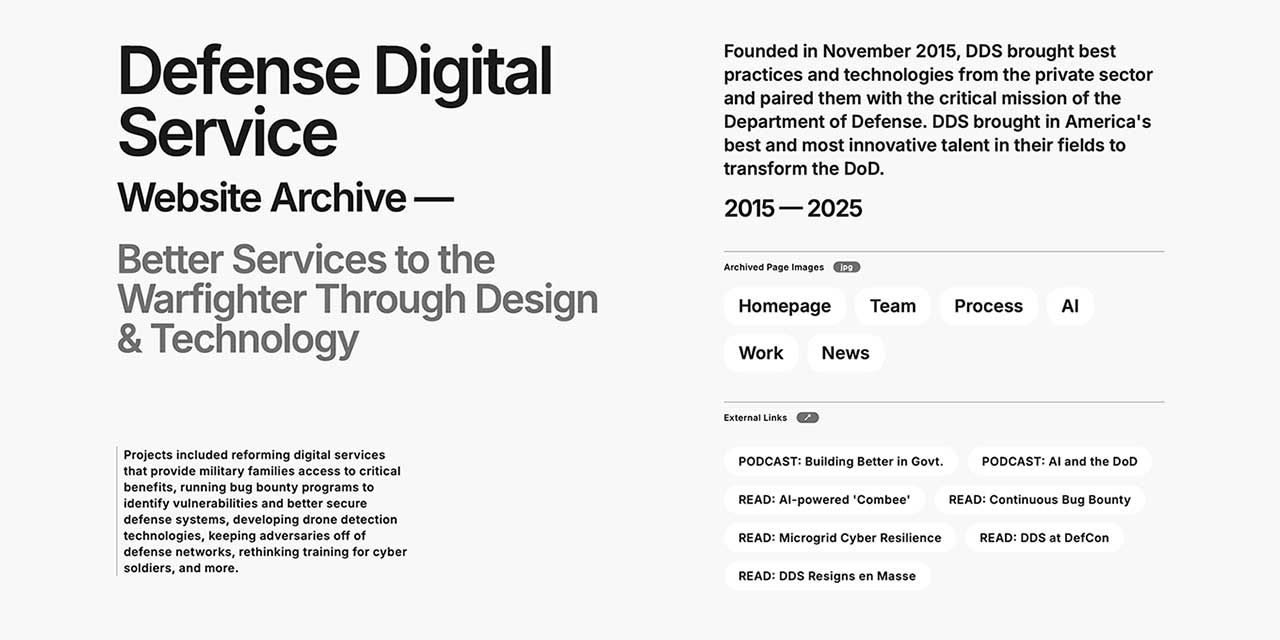 Defense Digital
Service
Website Archive —
Better Services to the
Warfighter Through Design
& Technology
Projects included reforming digital services
that provide military families access to critical
benefits, running bug bounty programs to
identify vulnerabilities and better secure
defense systems, developing drone detection
technologies, keeping adversaries off of
defense networks, rethinking training for cyber
soldiers, and more.
Founded in November 2015, DDS brought best
practices and technologies from the private sector
and paired them with the critical mission of the
Department of Defense. DDS brought in America's
best and most innovative talent in their fields to
transform the DoD.
2015 — 2025
Archived Page Images jpg
Homepage Team Process AI
Work News
External Links ↗
PODCAST: Building Better in Govt. PODCAST: AI and the DoD
READ: AI-powered 'Combee' READ: Continuous Bug Bounty
READ: Microgrid Cyber Resilience READ: DDS at DefCon
READ: DDS Resigns en Masse